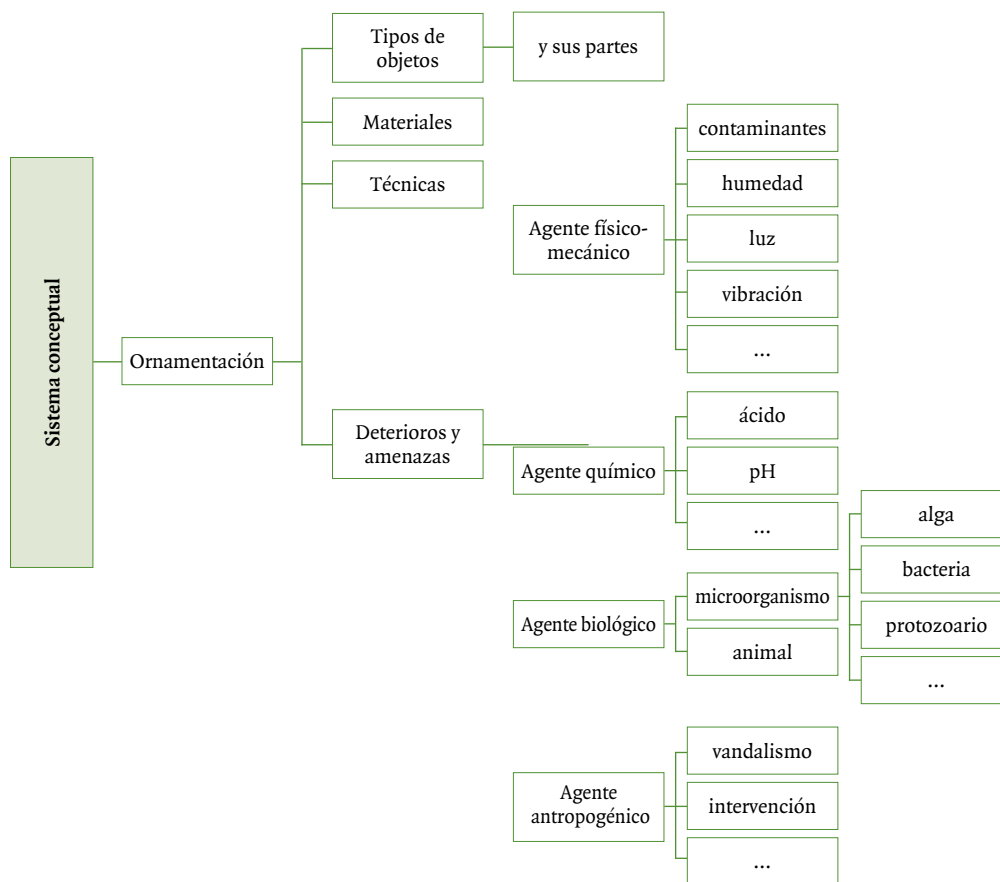 Sistema conceptual
Ornamentación
Tipos de
objetos
y sus partes
Materiales
Técnicas
Deterioros y
amenazas
Agente físico-
mecánico
contaminantes
humedad
luz
vibración
...
Agente químico
ácido
pH
...
Agente biológico
microorganismo
alga
bacteria
protozoario
...
animal
Agente
antropogénico
vandalismo
intervención
...